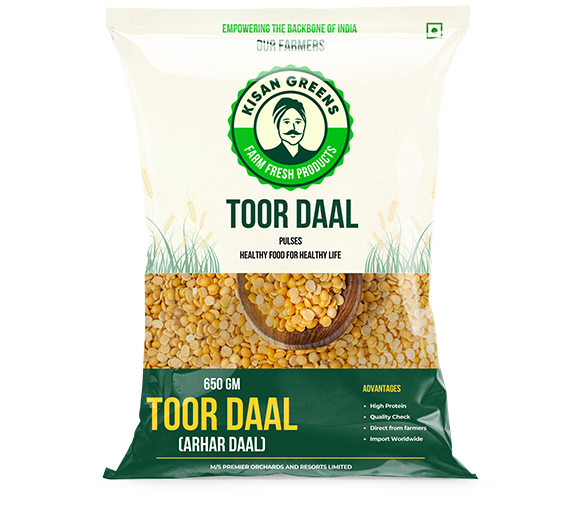 EMPOWERING THE BACKBONE OF INDIA
OUR FARMERS
KISAN GREENS
FARM FRESH PRODUCTS
TOOR DAAL
PULSES
HEALTHY FOOD FOR HEALTHY LIFE
650 GM
TOOR DAAL
(ARHAR DAAL)
ADVANTAGES
• High Protein
• Quality Check
• Direct from farmers
• Import Worldwide
M/S PREMIER ORCHARDS AND RESORTS LIMITED